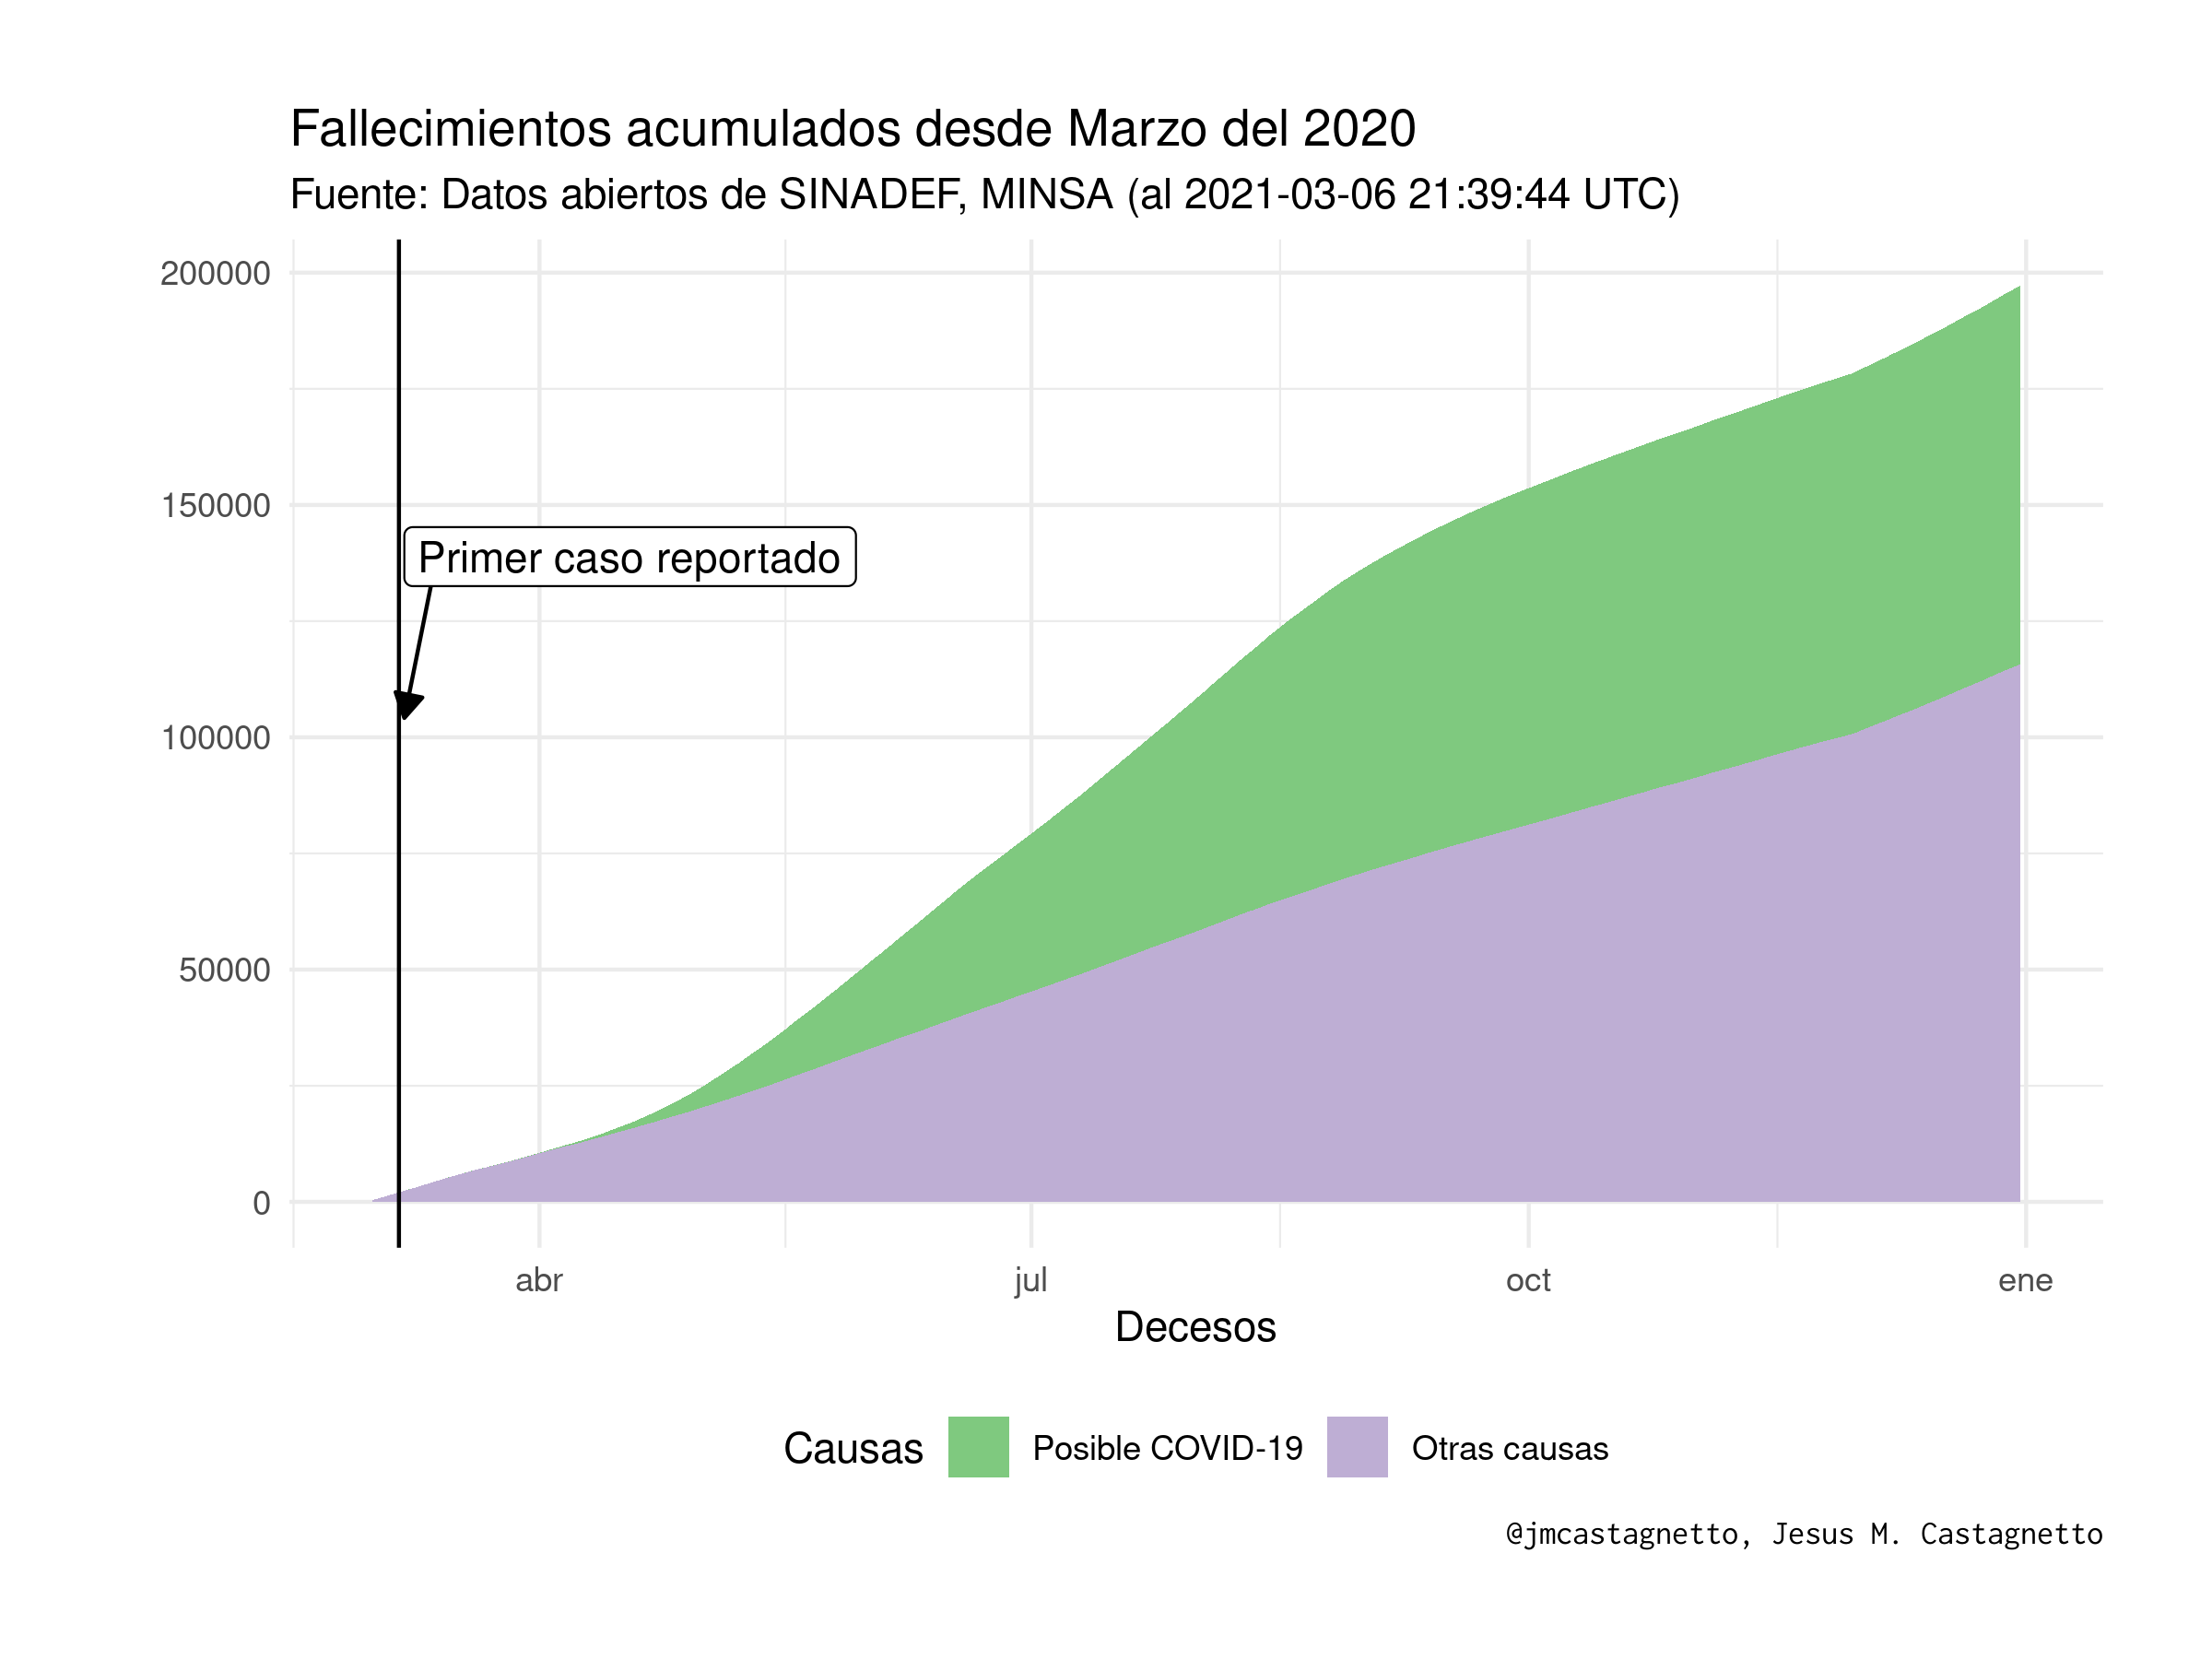 Fallecimientos acumulados desde Marzo del 2020
Fuente: Datos abiertos de SINADEF, MINSA (al 2021-03-06 21:39:44 UTC)
200000
150000
Primer caso reportado
100000
50000
0
abr jul oct ene
Decesos
Causas Posible COVID-19 Otras causas
@jmcastagnetto, Jesus M. Castagnetto